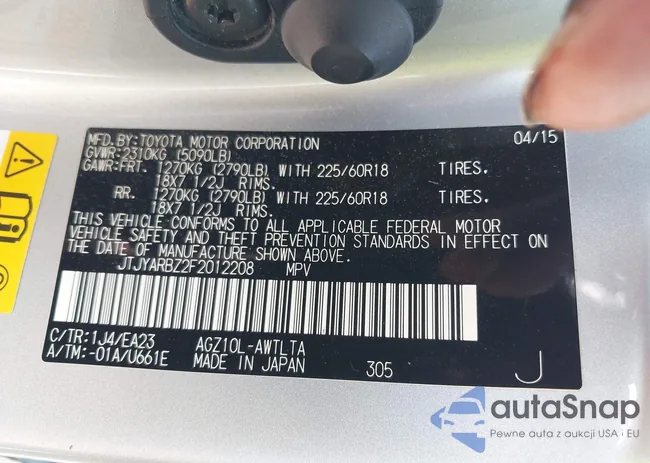 MFD.BY:TOYOTA MOTOR CORPORATION 04/15
GVWR:2310KG (5090LB)
GAWR-FRT. 1270KG (2790LB) WITH 225/60R18 TIRES.
18X7 1/2J RIMS.
RR. 1270KG (2790LB) WITH 225/60R18 TIRES.
18X7 1/2J RIMS.
THIS VEHICLE CONFORMS TO ALL APPLICABLE FEDERAL MOTOR
VEHICLE SAFETY AND THEFT PREVENTION STANDARDS IN EFFECT ON
THE DATE OF MANUFACTURE SHOWN ABOVE.
JTJYARBZ2F2012208 MPV
C/TR:1J4/EA23 AGZ10L-AWTLTA
A/TM:-01A/U661E MADE IN JAPAN 305 J
autoSnap
Pewne auta z aukcji USA i EU